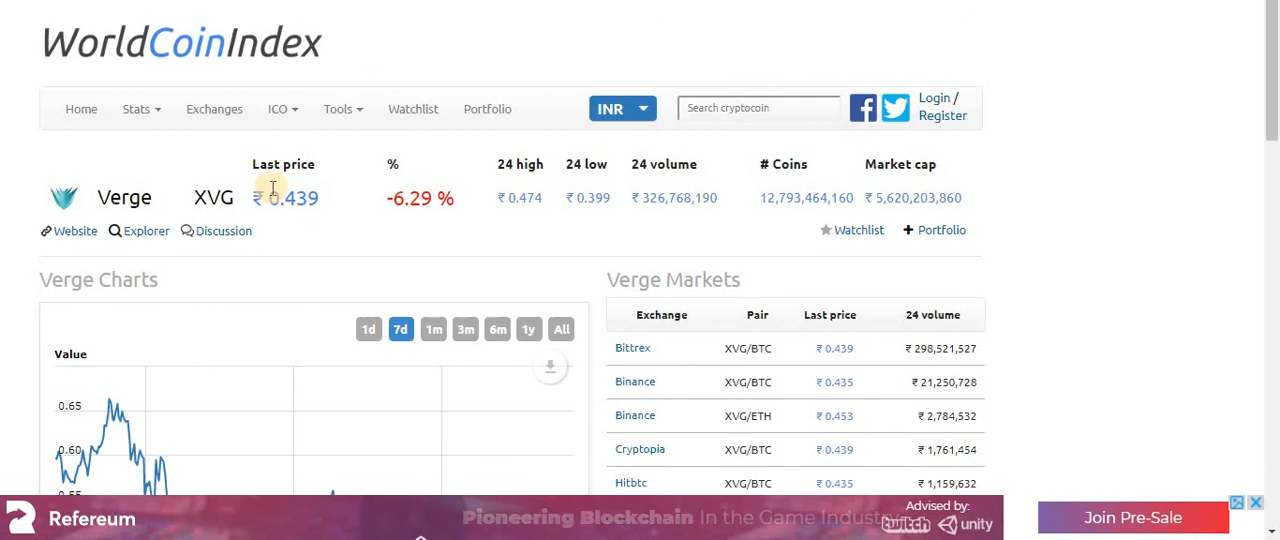 WorldCoinIndex
Home Stats Exchanges ICO Tools Watchlist Portfolio INR Search cryptocoin Login / Register
Last price % 24 high 24 low 24 volume # Coins Market cap
Verge XVG ₹ 0.439 -6.29 % ₹ 0.474 ₹ 0.399 ₹ 326,768,190 12,793,464,160 ₹ 5,620,203,860
Website Explorer Discussion Watchlist + Portfolio
Verge Charts
1d 7d 1m 3m 6m 1y All
Value
0.65
0.60
Verge Markets
Exchange Pair Last price 24 volume
Bittrex XVG/BTC ₹ 0.439 ₹ 298,521,527
Binance XVG/BTC ₹ 0.435 ₹ 21,250,728
Binance XVG/ETH ₹ 0.453 ₹ 2,784,532
Cryptopia XVG/BTC ₹ 0.439 ₹ 1,761,454
Hitbtc XVG/BTC ₹ 0.435 ₹ 1,159,632
Refereum
Pioneering Blockchain In the Game Industry
Advised by:
twitch unity
Join Pre-Sale